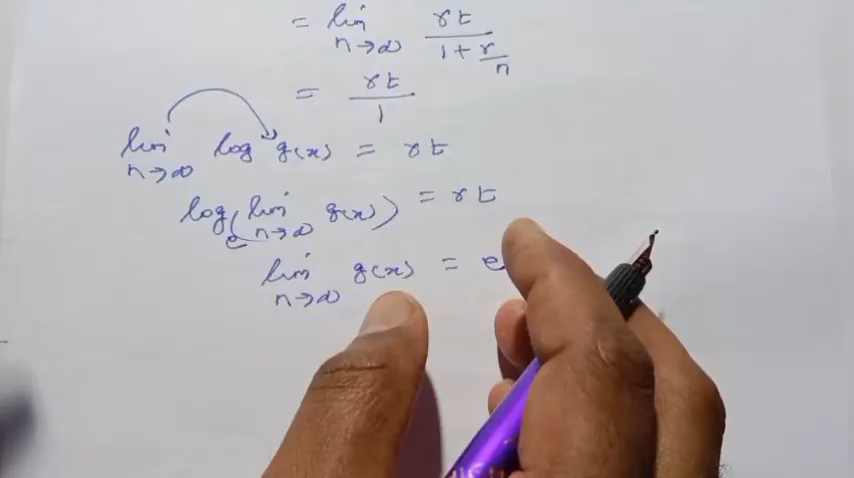 = lim n→∞ rt / (1 + r/n)
= rt / 1
lim n→∞ log g(x) = rt
log e (lim n→∞ g(x)) = rt
lim n→∞ g(x) = e